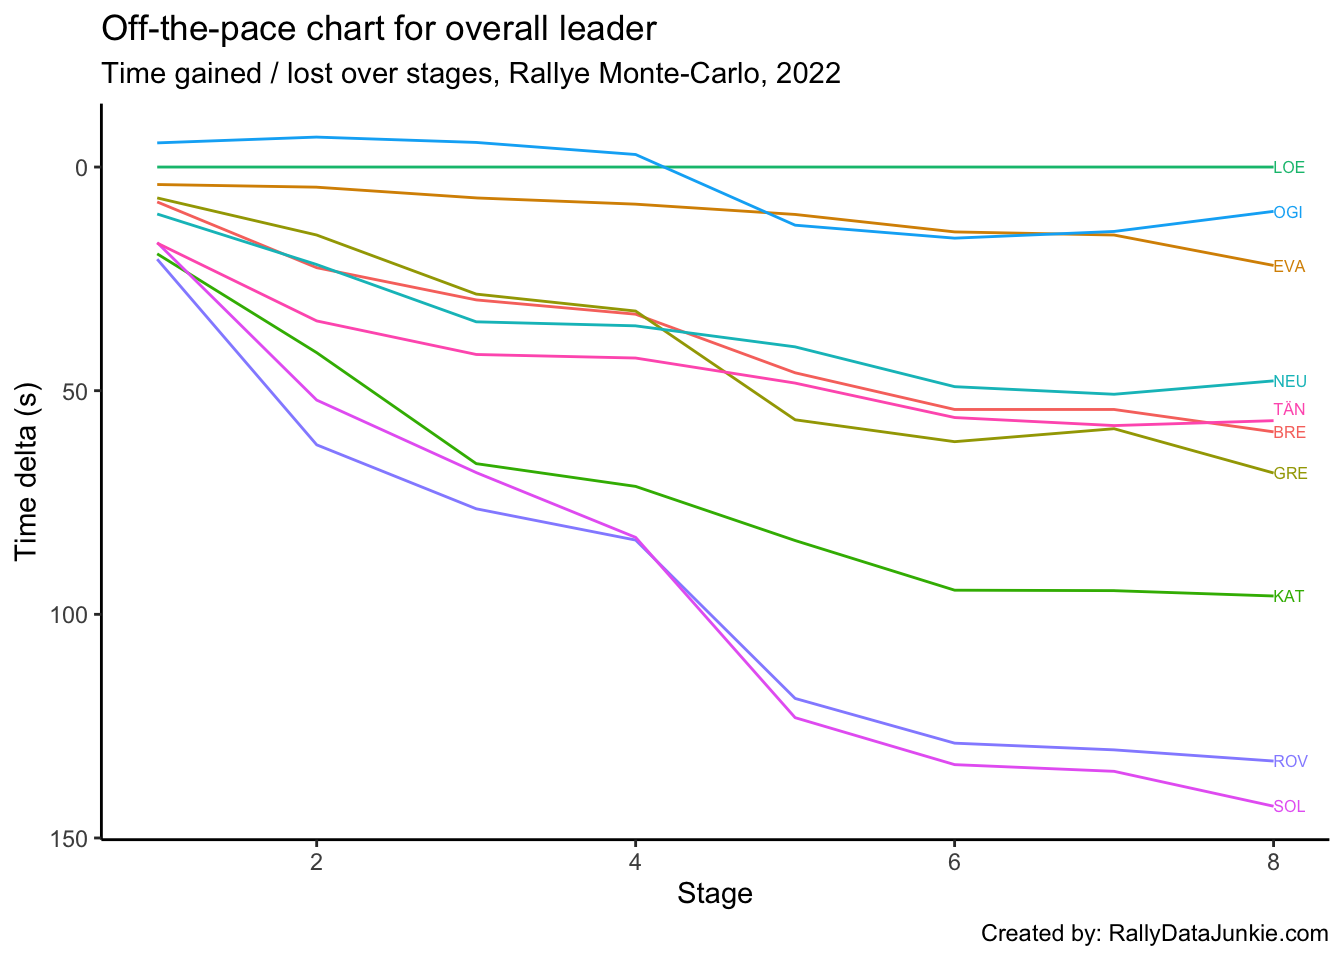 Off-the-pace chart for overall leader
Time gained / lost over stages, Rallye Monte-Carlo, 2022
Time delta (s)
0
50
100
150
LOE
OGI
EVA
NEU
TÄN
BRE
GRE
KAT
ROV
SOL
2 4 6 8
Stage
Created by: RallyDataJunkie.com